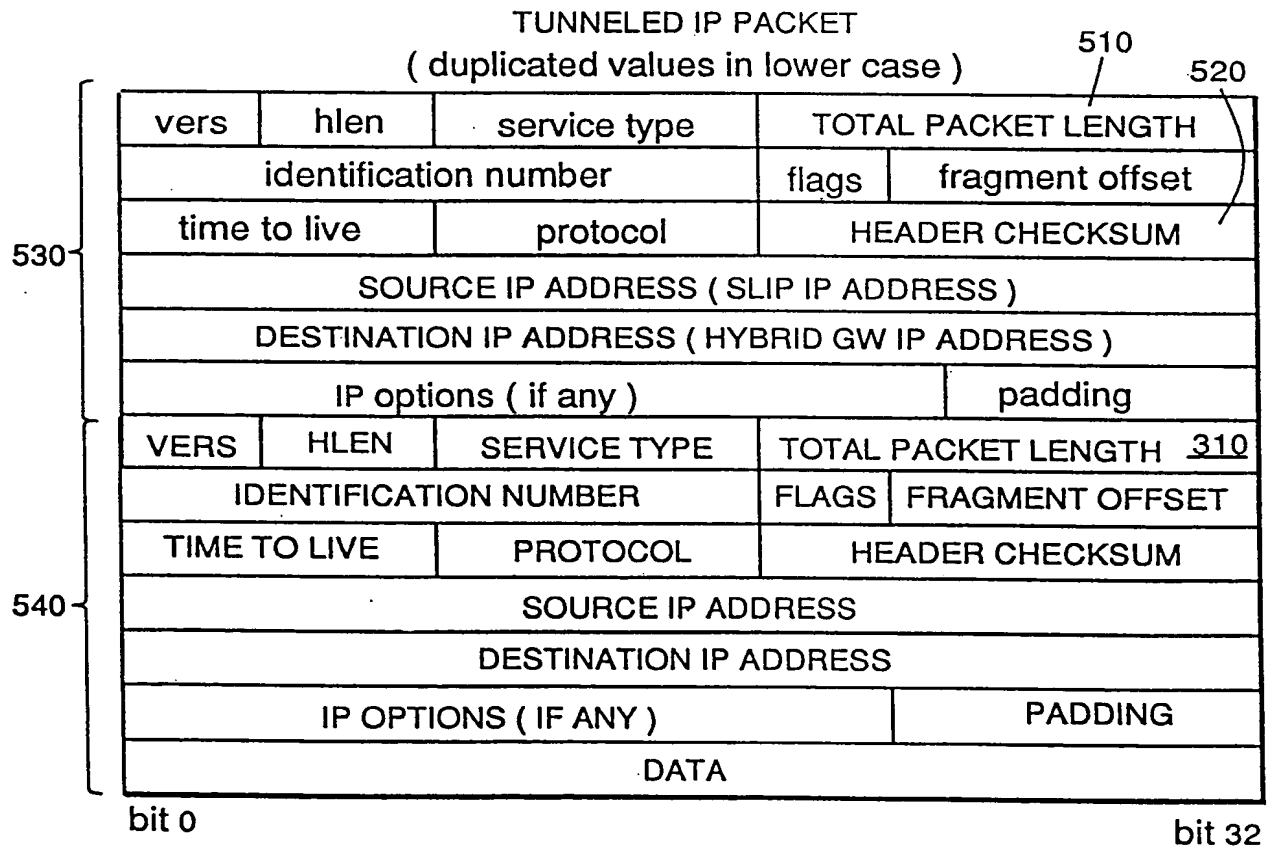 TUNNELED IP PACKET
( duplicated values in lower case )
510
520
vers hlen service type TOTAL PACKET LENGTH
identification number flags fragment offset
time to live protocol HEADER CHECKSUM
530
SOURCE IP ADDRESS ( SLIP IP ADDRESS )
DESTINATION IP ADDRESS ( HYBRID GW IP ADDRESS )
IP options ( if any ) padding
VERS HLEN SERVICE TYPE TOTAL PACKET LENGTH 310
IDENTIFICATION NUMBER FLAGS FRAGMENT OFFSET
TIME TO LIVE PROTOCOL HEADER CHECKSUM
540
SOURCE IP ADDRESS
DESTINATION IP ADDRESS
IP OPTIONS ( IF ANY ) PADDING
DATA
bit 0 bit 32